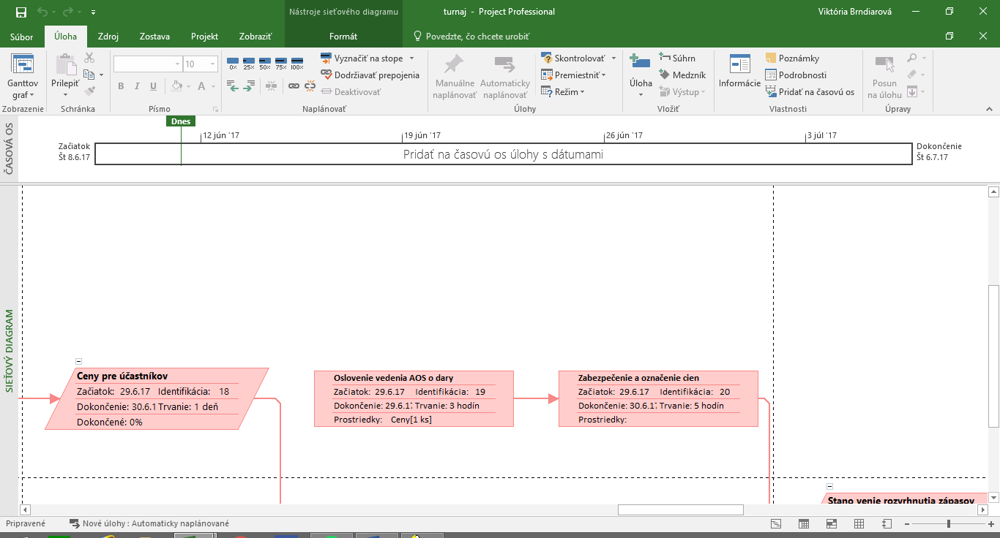 Nástroje sieťového diagramu
turnaj - Project Professional
Viktória Brndiarová
Súbor
Úloha
Zdroj
Zostava
Projekt
Zobraziť
Formát
Povedzte, čo chcete urobiť
Ganttov
graf
Zobrazenie
Prilepiť
Schránka
10
B I U
A
Písmo
0% 25% 50% 75% 100%
Vyznačiť na stope
Dodržiavať prepojenia
Deaktivovať
Naplánovať
Manuálne
naplánovať
Automaticky
naplánovať
Skontrolovať
Premiestniť
Režim
Úlohy
Úloha
Súhrn
Medzník
Výstup
Vložiť
Informácie
Poznámky
Podrobnosti
Pridať na časovú os
Vlastnosti
Posun
na úlohu
Úpravy
ČASOVÁ OS
Dnes
12 jún '17
19 jún '17
26 jún '17
3 júl '17
Začiatok
Št 8.6.17
Pridať na časovú os úlohy s dátumami
Dokončenie
Št 6.7.17
SIEŤOVÝ DIAGRAM
Ceny pre účastníkov
Začiatok: 29.6.17 Identifikácia: 18
Dokončenie: 30.6.1 Trvanie: 1 deň
Dokončené: 0%
Oslovenie vedenia AOS o dary
Začiatok: 29.6.17 Identifikácia: 19
Dokončenie: 29.6.1 Trvanie: 3 hodín
Prostriedky: Ceny[1 ks]
Zabezpečenie a označenie cien
Začiatok: 29.6.17 Identifikácia: 20
Dokončenie: 30.6.1 Trvanie: 5 hodín
Prostriedky:
Stano venie rozvrhnutia zápasov
Pripravené
Nové úlohy : Automaticky naplánované